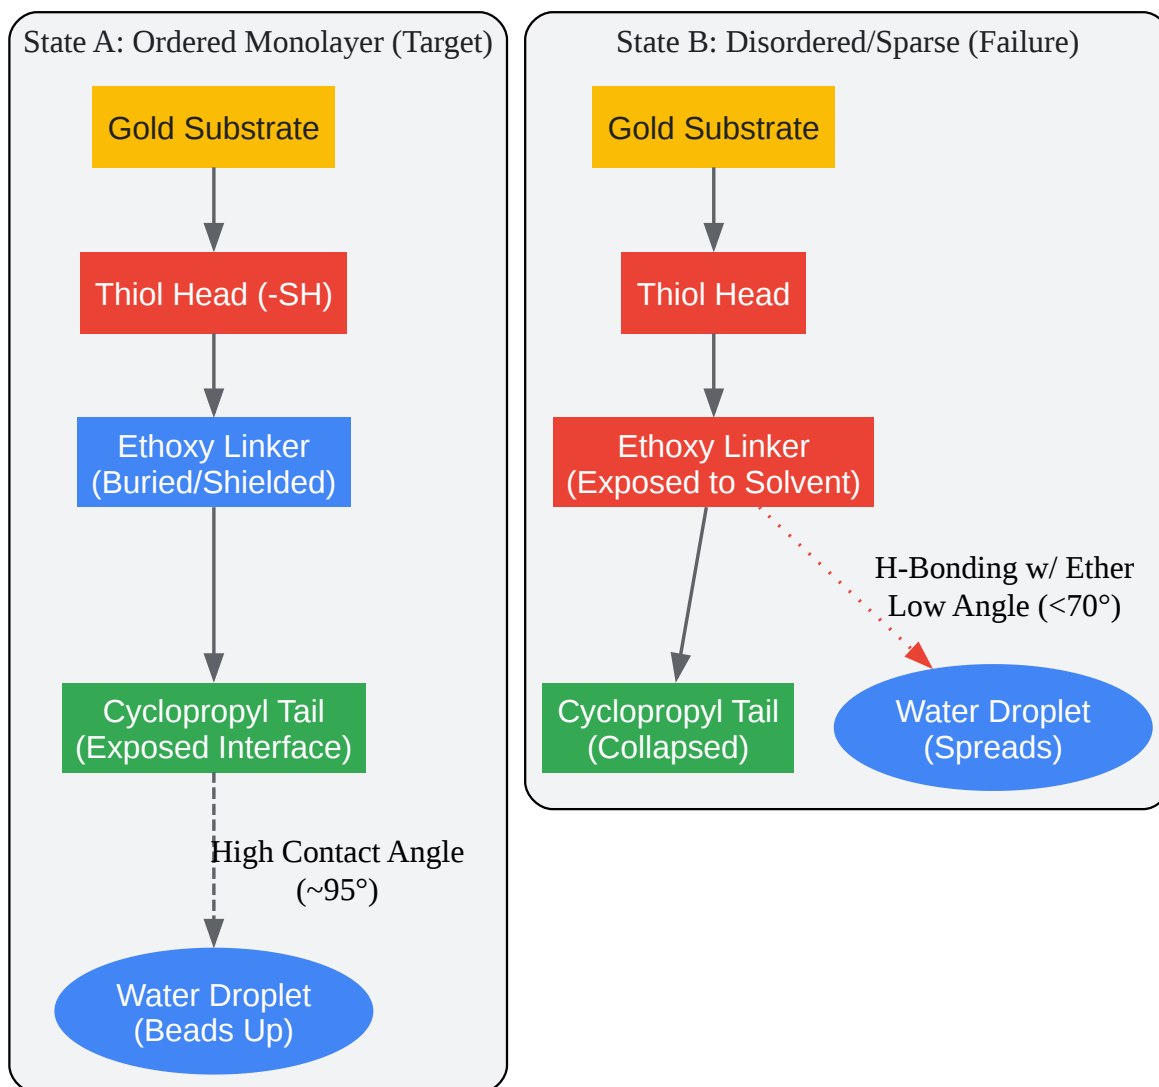 State A: Ordered Monolayer (Target)
Gold Substrate
Thiol Head (-SH)
Ethoxy Linker
(Buried/Shielded)
Cyclopropyl Tail
(Exposed Interface)
High Contact Angle
(~95°)
Water Droplet
(Beads Up)
State B: Disordered/Sparse (Failure)
Gold Substrate
Thiol Head
Ethoxy Linker
(Exposed to Solvent)
H-Bonding w/ Ether
Low Angle (<70°)
Cyclopropyl Tail
(Collapsed)
Water Droplet
(Spreads)